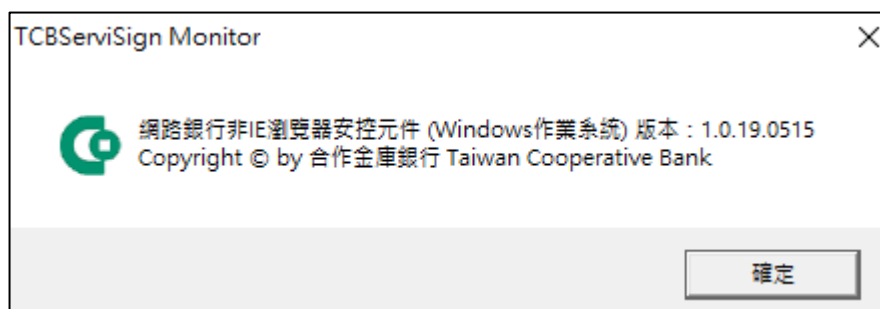 TCBServiSign Monitor
網路銀行非IE瀏覽器安控元件 (Windows作業系統) 版本：1.0.19.0515
Copyright © by 合作金庫銀行 Taiwan Cooperative Bank
確定